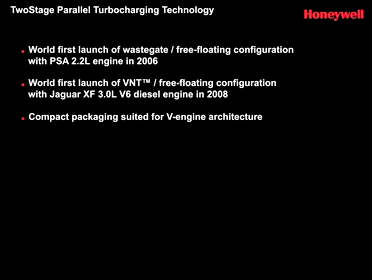 TwoStage Parallel Turbocharging Technology
Honeywell
• World first launch of wastegate / free-floating configuration
with PSA 2.2L engine in 2006
• World first launch of VNT™ / free-floating configuration
with Jaguar XF 3.0L V6 diesel engine in 2008
• Compact packaging suited for V-engine architecture